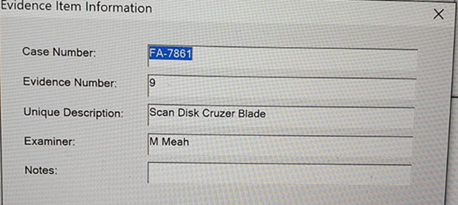 Evidence Item Information
Case Number: FA-7861
Evidence Number: 9
Unique Description: Scan Disk Cruzer Blade
Examiner: M Meah
Notes: